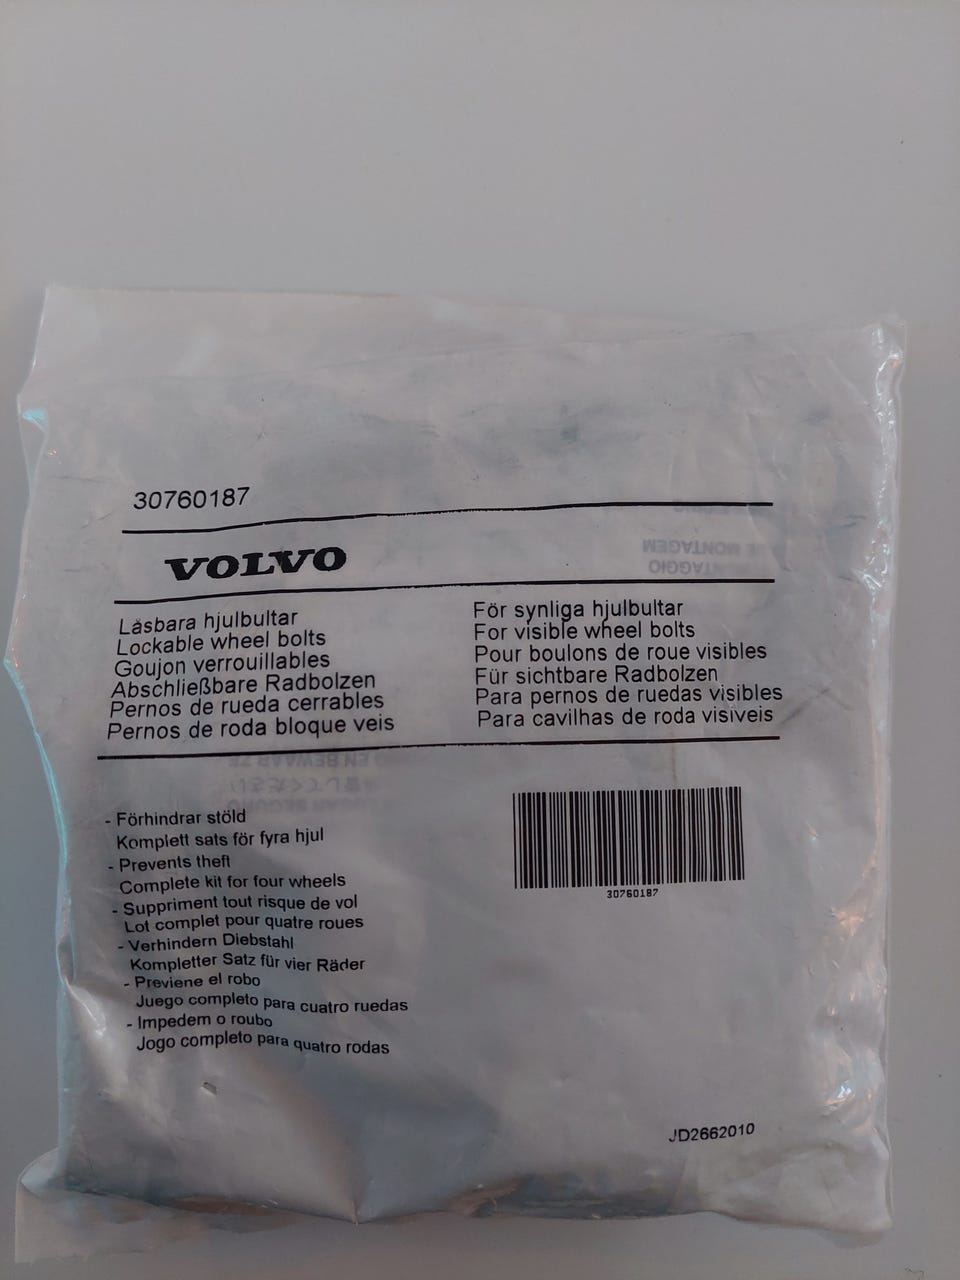 30760187
VOLVO
Låsbara hjulbultar
Lockable wheel bolts
Goujon verrouillables
Abschließbare Radbolzen
Pernos de rueda cerrables
Pernos de roda bloque veis
För synliga hjulbultar
For visible wheel bolts
Pour boulons de roue visibles
Für sichtbare Radbolzen
Para pernos de ruedas visibles
Para cavilhas de roda visiveis
- Förhindrar stöld
Komplett sats för fyra hjul
- Prevents theft
Complete kit for four wheels
- Suppriment tout risque de vol
Lot complet pour quatre roues
- Verhindern Diebstahl
Kompletter Satz für vier Räder
- Previene el robo
Juego completo para cuatro ruedas
- Impedem o roubo
Jogo completo para quatro rodas
30760187
JD2662010
MONTAGEM
EN BEWAAR